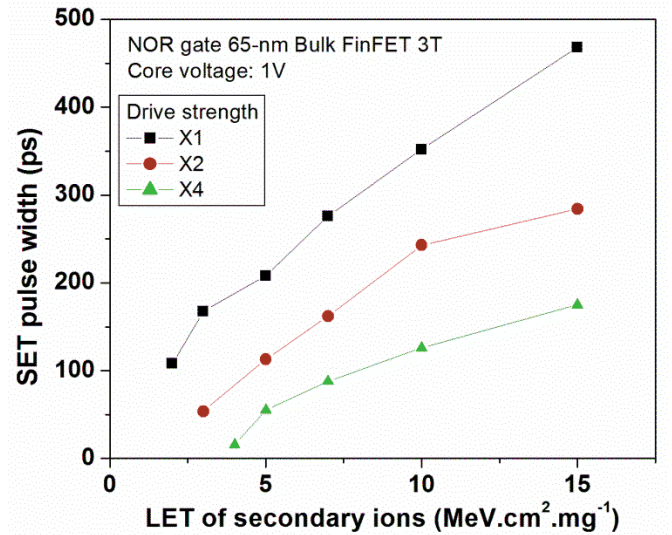 NOR gate 65-nm Bulk FinFET 3T
Core voltage: 1V
Drive strength
X1
X2
X4
SET pulse width (ps)
500
400
300
200
100
0
0 5 10 15
LET of secondary ions (MeV.cm².mg⁻¹)